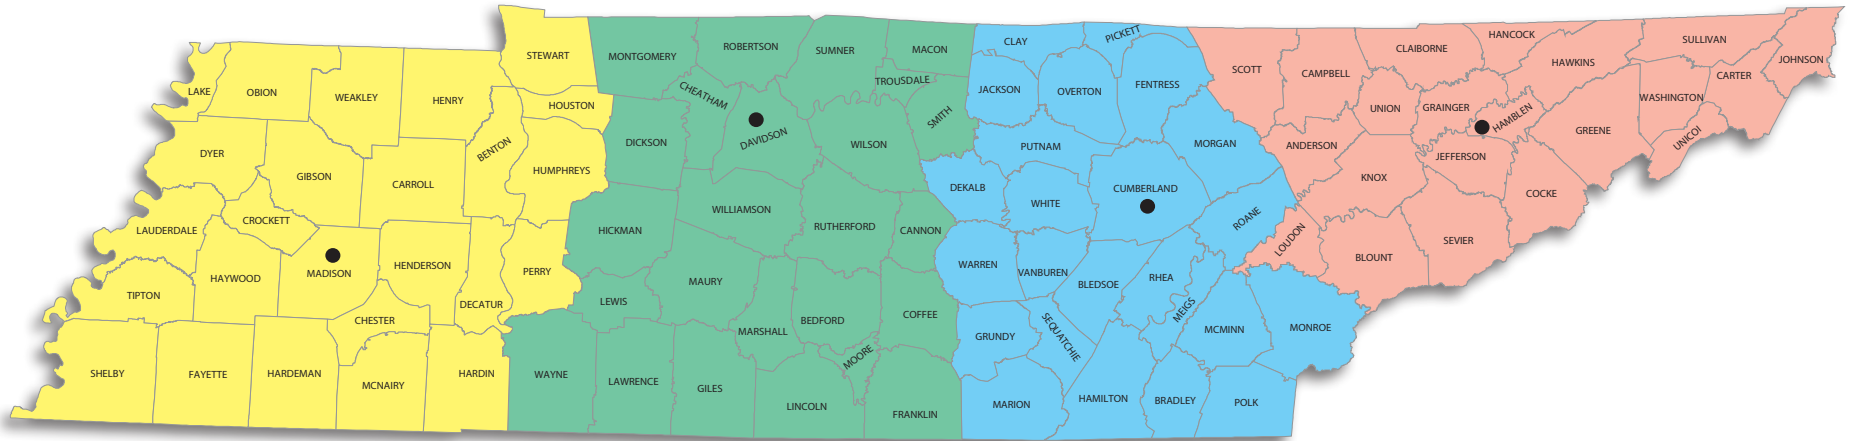 LAKE
OBION
WEAKLEY
HENRY
STEWART
HOUSTON
BENTON
HUMPHREYS
DYER
GIBSON
CARROLL
CROCKETT
LAUDERDALE
HAYWOOD
MADISON
HENDERSON
PERRY
DECATUR
TIPTON
CHESTER
SHELBY
FAYETTE
HARDEMAN
MCNAIRY
HARDIN
MONTGOMERY
ROBERTSON
SUMNER
MACON
TROUSDALE
CHEATHAM
SMITH
DICKSON
DAVIDSON
WILSON
WILLIAMSON
HICKMAN
RUTHERFORD
CANNON
MAURY
LEWIS
MARSHALL
BEDFORD
COFFEE
MOORE
WAYNE
LAWRENCE
GILES
LINCOLN
FRANKLIN
CLAY
PICKETT
JACKSON
OVERTON
FENTRESS
PUTNAM
MORGAN
DEKALB
WHITE
CUMBERLAND
ROANE
WARREN
VANBUREN
BLEDSOE
RHEA
MEIGS
GRUNDY
SEQUATCHIE
MCMINN
MONROE
MARION
HAMILTON
BRADLEY
POLK
SCOTT
CAMPBELL
CLAIBORNE
HANCOCK
HAWKINS
SULLIVAN
JOHNSON
CARTER
WASHINGTON
UNICOI
UNION
GRAINGER
HAMBLEN
GREENE
ANDERSON
KNOX
JEFFERSON
COCKE
LOUDON
BLOUNT
SEVIER